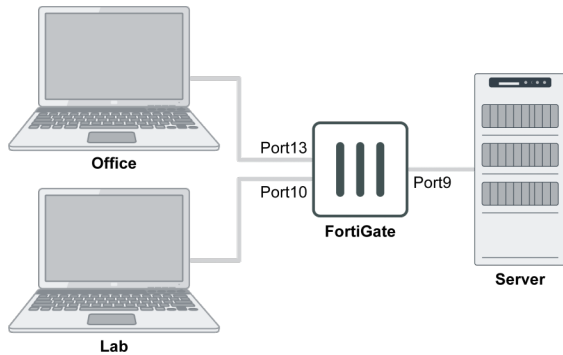 Office
Port13
Port10
Port9
FortiGate
Server
Lab